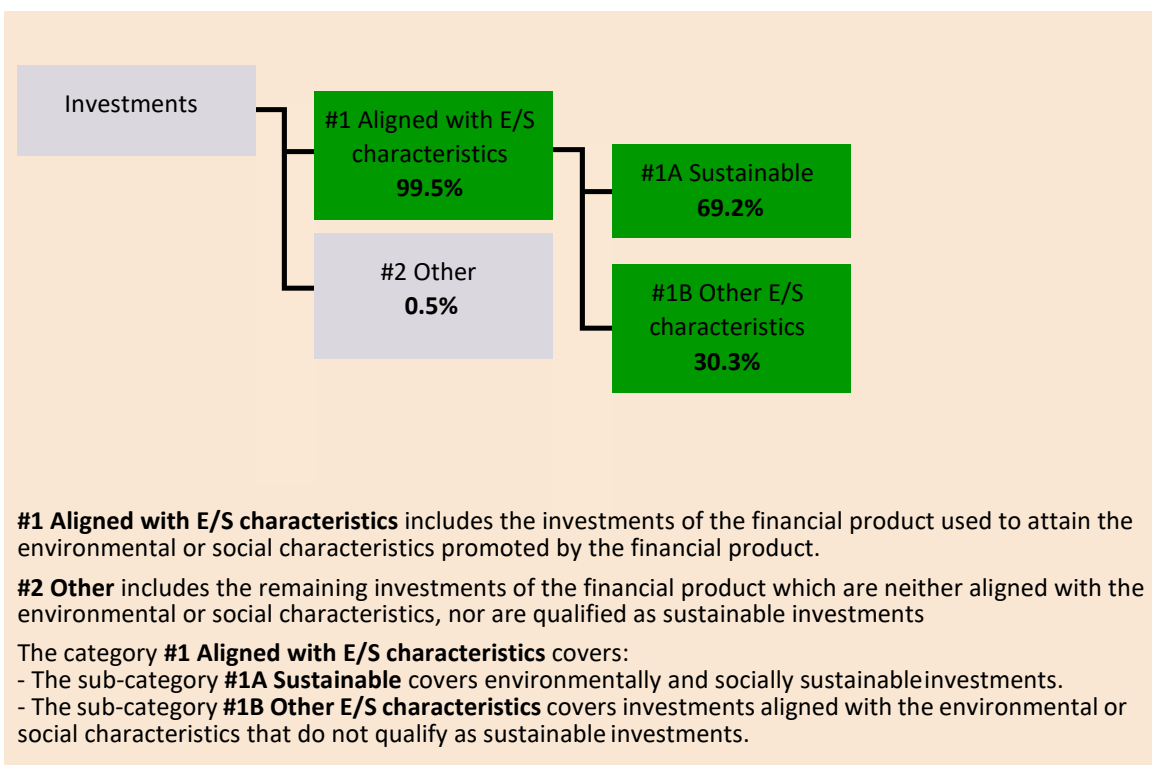 Investments
#1 Aligned with E/S
characteristics
99.5%
#2 Other
0.5%
#1A Sustainable
69.2%
#1B Other E/S
characteristics
30.3%
#1 Aligned with E/S characteristics includes the investments of the financial product used to attain the
environmental or social characteristics promoted by the financial product.
#2 Other includes the remaining investments of the financial product which are neither aligned with the
environmental or social characteristics, nor are qualified as sustainable investments
The category #1 Aligned with E/S characteristics covers:
- The sub-category #1A Sustainable covers environmentally and socially sustainable investments.
- The sub-category #1B Other E/S characteristics covers investments aligned with the environmental or
social characteristics that do not qualify as sustainable investments.